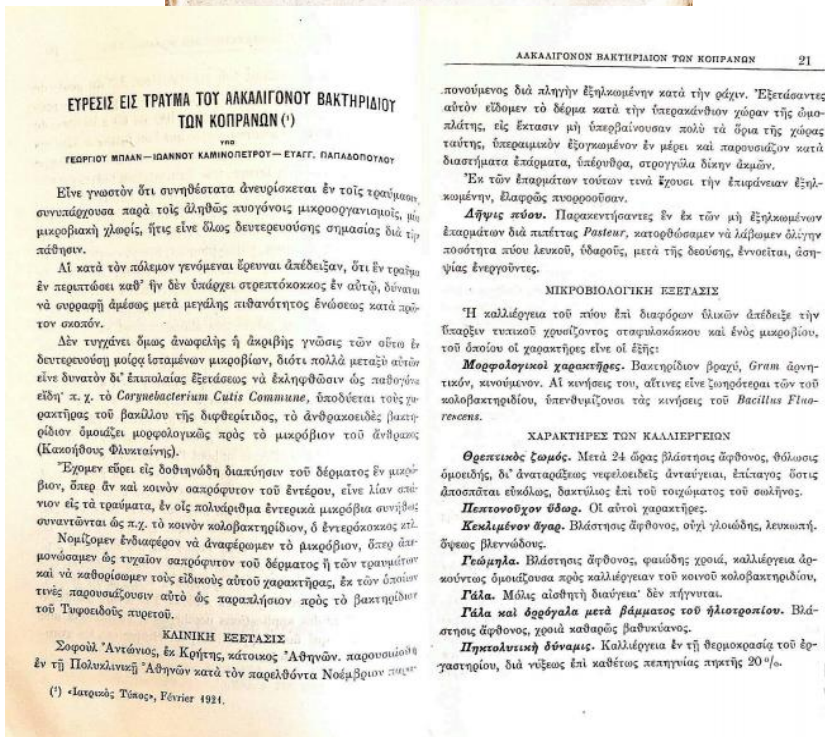 ΕΥΡΕΣΙΣ ΕΙΣ ΤΡΑΥΜΑ ΤΟΥ ΑΛΚΑΛΙΓΟΝΟΥ ΒΑΚΤΗΡΙΔΙΟΥ
ΤΩΝ ΚΟΠΡΑΝΩΝ (¹)
ΥΠΟ
ΓΕΩΡΓΙΟΥ ΜΠΛΑΝ—ΙΩΑΝΝΟΥ ΚΑΜΙΝΟΠΕΤΡΟΥ—ΕΥΑΓΓ. ΠΑΠΑΔΟΠΟΥΛΟΥ
Εἶνε γνωστὸν ὅτι συνηθέστατα ἀνευρίσκεται ἐν τοῖς τραύμασιν,
συνυπάρχουσα παρὰ τοῖς ἀληθῶς πυογόνοις μικροοργανισμοῖς, μία
μικροβιακὴ χλωρίς, ἥτις εἶνε ὅλως δευτερευούσης σημασίας διὰ τὴν
πάθησιν.
Αἱ κατὰ τὸν πόλεμον γενόμεναι ἔρευναι ἀπέδειξαν, ὅτι ἓν τραῦμα
ἐν περιπτώσει καθ' ἣν δὲν ὑπάρχει στρεπτόκοκκος ἐν αὐτῷ, δύναται
νὰ συρραφῇ ἀμέσως μετὰ μεγάλης πιθανότητος ἑνώσεως κατὰ πρῶ-
τον σκοπόν.
Δὲν τυγχάνει ὅμως ἀνωφελὴς ἡ ἀκριβὴς γνῶσις τῶν οὕτω ἐν
δευτερευούσῃ μοίρᾳ ἱσταμένων μικροβίων, διότι πολλὰ μεταξὺ αὐτῶν
εἶνε δυνατὸν δι' ἐπιπολαίας ἐξετάσεως νὰ ἐκληφθῶσιν ὡς παθογόνα
εἴδη· π. χ. τὸ Corynebacterium Cutis Commune, ὑποδύεται τοὺς χα-
ρακτῆρας τοῦ βακίλλου τῆς διφθερίτιδος, τὸ ἀνθρακοειδὲς βακτη-
ρίδιον ὁμοιάζει μορφολογικῶς πρὸς τὸ μικρόβιον τοῦ ἄνθρακος
(Κακοήθους Φλυκταίνης).
Ἔχομεν εὕρει εἰς δοθιηνώδη διαπύησιν τοῦ δέρματος ἓν μικρό-
βιον, ὅπερ ἂν καὶ κοινὸν σαπρόφυτον τοῦ ἐντέρου, εἶνε λίαν σπά-
νιον εἰς τὰ τραύματα, ἐν οἷς πολυάριθμα ἐντερικὰ μικρόβια συνήθως
συναντῶνται ὡς π.χ. τὸ κοινὸν κολοβακτηρίδιον, ὁ ἐντερόκοκκος κτλ.
Νομίζομεν ἐνδιαφέρον νὰ ἀναφέρωμεν τὸ μικρόβιον, ὅπερ ἀπε-
μονώσαμεν ὡς τυχαῖον σαπρόφυτον τοῦ δέρματος ἢ τῶν τραυμάτων
καὶ νὰ καθορίσωμεν τοὺς εἰδικοὺς αὐτοῦ χαρακτῆρας, ἐκ τῶν ὁποίων
τινὲς παρουσιάζουσιν αὐτὸ ὡς παραπλήσιον πρὸς τὸ βακτηρίδιον
τοῦ Τυφοειδοῦς πυρετοῦ.
ΚΛΙΝΙΚΗ ΕΞΕΤΑΣΙΣ
Σοφοὺλ Ἀντώνιος, ἐκ Κρήτης, κάτοικος Ἀθηνῶν. παρουσιάσθη
ἐν τῇ Πολυκλινικῇ Ἀθηνῶν κατὰ τὸν παρελθόντα Νοέμβριον
(¹) «Ιατρικὸς Τύπος», Février 1921.
ΑΛΚΑΛΙΓΟΝΟΝ ΒΑΚΤΗΡΙΔΙΟΝ ΤΩΝ ΚΟΠΡΑΝΩΝ 21
πονούμενος διὰ πληγὴν ἐξηλκωμένην κατὰ τὴν ράχιν. Ἐξετάσαντες
αὐτὸν εἴδομεν τὸ δέρμα κατὰ τὴν ὑπερακάνθιον χώραν τῆς ὠμο-
πλάτης, εἰς ἔκτασιν μὴ ὑπερβαίνουσαν πολὺ τὰ ὅρια τῆς χώρας
ταύτης, ὑπεραιμικὸν ἐξογκωμένον ἐν μέρει καὶ παρουσιάζον κατὰ
διαστήματα ἐπάρματα, ὑπέρυθρα, στρογγύλα δίκην ἀκμῶν.
Ἐκ τῶν ἐπαρμάτων τούτων τινὰ ἔχουσι τὴν ἐπιφάνειαν ἐξηλ-
κωμένην, ἐλαφρῶς πυορροοῦσαν.
Λῆψις πύου. Παρακεντήσαντες ἓν ἐκ τῶν μὴ ἐξηλκωμένων
ἐπαρμάτων διὰ πιπέττας Pasteur, κατορθώσαμεν νὰ λάβωμεν ὀλίγην
ποσότητα πύου λευκοῦ, ὑδαροῦς, μετὰ τῆς δεούσης, ἐννοεῖται, ἀση-
ψίας ἐνεργοῦντες.
ΜΙΚΡΟΒΙΟΛΟΓΙΚΗ ΕΞΕΤΑΣΙΣ
Ἡ καλλιέργεια τοῦ πύου ἐπὶ διαφόρων ὑλικῶν ἀπέδειξε τὴν
ὕπαρξιν τυπικοῦ χρυσίζοντος σταφυλοκόκκου καὶ ἑνὸς μικροβίου,
τοῦ ὁποίου οἱ χαρακτῆρες εἶνε οἱ ἑξῆς:
Μορφολογικοὶ χαρακτῆρες. Βακτηρίδιον βραχύ, Gram ἀρνη-
τικόν, κινούμενον. Αἱ κινήσεις του, αἵτινες εἶνε ζωηρότεραι τῶν τοῦ
κολοβακτηριδίου, ὑπενθυμίζουσι τὰς κινήσεις τοῦ Bacillus Fluo-
rescens.
ΧΑΡΑΚΤΗΡΕΣ ΤΩΝ ΚΑΛΛΙΕΡΓΕΙΩΝ
Θρεπτικὸς ζωμός. Μετὰ 24 ὥρας βλάστησις ἄφθονος, θόλωσις
ὁμοειδής, δι' ἀναταράξεως νεφελοειδεῖς ἀνταύγειαι, ἐπίπαγος ὅστις
ἀποσπᾶται εὐκόλως, δακτύλιος ἐπὶ τοῦ τοιχώματος τοῦ σωλῆνος.
Πεπτονοῦχον ὕδωρ. Οἱ αὐτοὶ χαρακτῆρες.
Κεκλιμένον ἄγαρ. Βλάστησις ἄφθονος, οὐχὶ γλοιώδης, λευκωπή.
ὄψεως βλεννώδους.
Γεώμηλα. Βλάστησις ἄφθονος, φαιώδης χροιά, καλλιέργεια ἀρ-
κούντως ὁμοιάζουσα πρὸς καλλιέργειαν τοῦ κοινοῦ κολοβακτηριδίου,
Γάλα. Μόλις αἰσθητὴ διαύγεια· δὲν πήγνυται.
Γάλα καὶ ὀρρόγαλα μετὰ βάμματος τοῦ ἡλιοτροπίου. Βλά-
στησις ἄφθονος, χροιὰ καθαρῶς βαθυκύανος.
Πηκτολυτικὴ δύναμις. Καλλιέργεια ἐν τῇ θερμοκρασίᾳ τοῦ ἐρ-
γαστηρίου, διὰ νύξεως ἐπὶ καθέτως πεπηγυίας πηκτῆς 20 %.